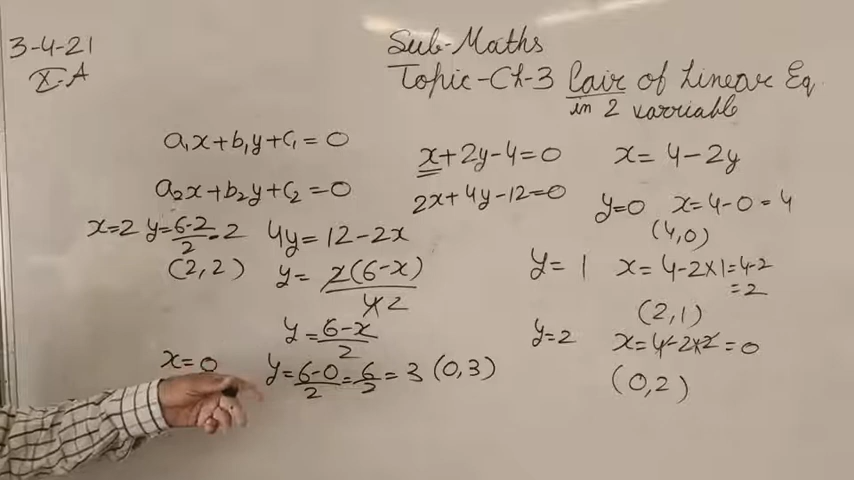 3-4-21
X-A
Sub-Maths
Topic-Ch-3 Pair of Linear Eq.
in 2 varriable
a₁x+b₁y+c₁=0
a₂x+b₂y+c₂=0
x+2y-4=0
2x+4y-12=0
x=4-2y
y=0 x=4-0=4
(4,0)
y=1 x=4-2x1=4-2
=2
(2,1)
y=2 x=4-2x2=0
(0,2)
4y=12-2x
y=2(6-x)/42
y=6-x/2
x=0 y=6-0/2=6/2=3 (0,3)
x=2 y=6-2/2=2
(2,2)